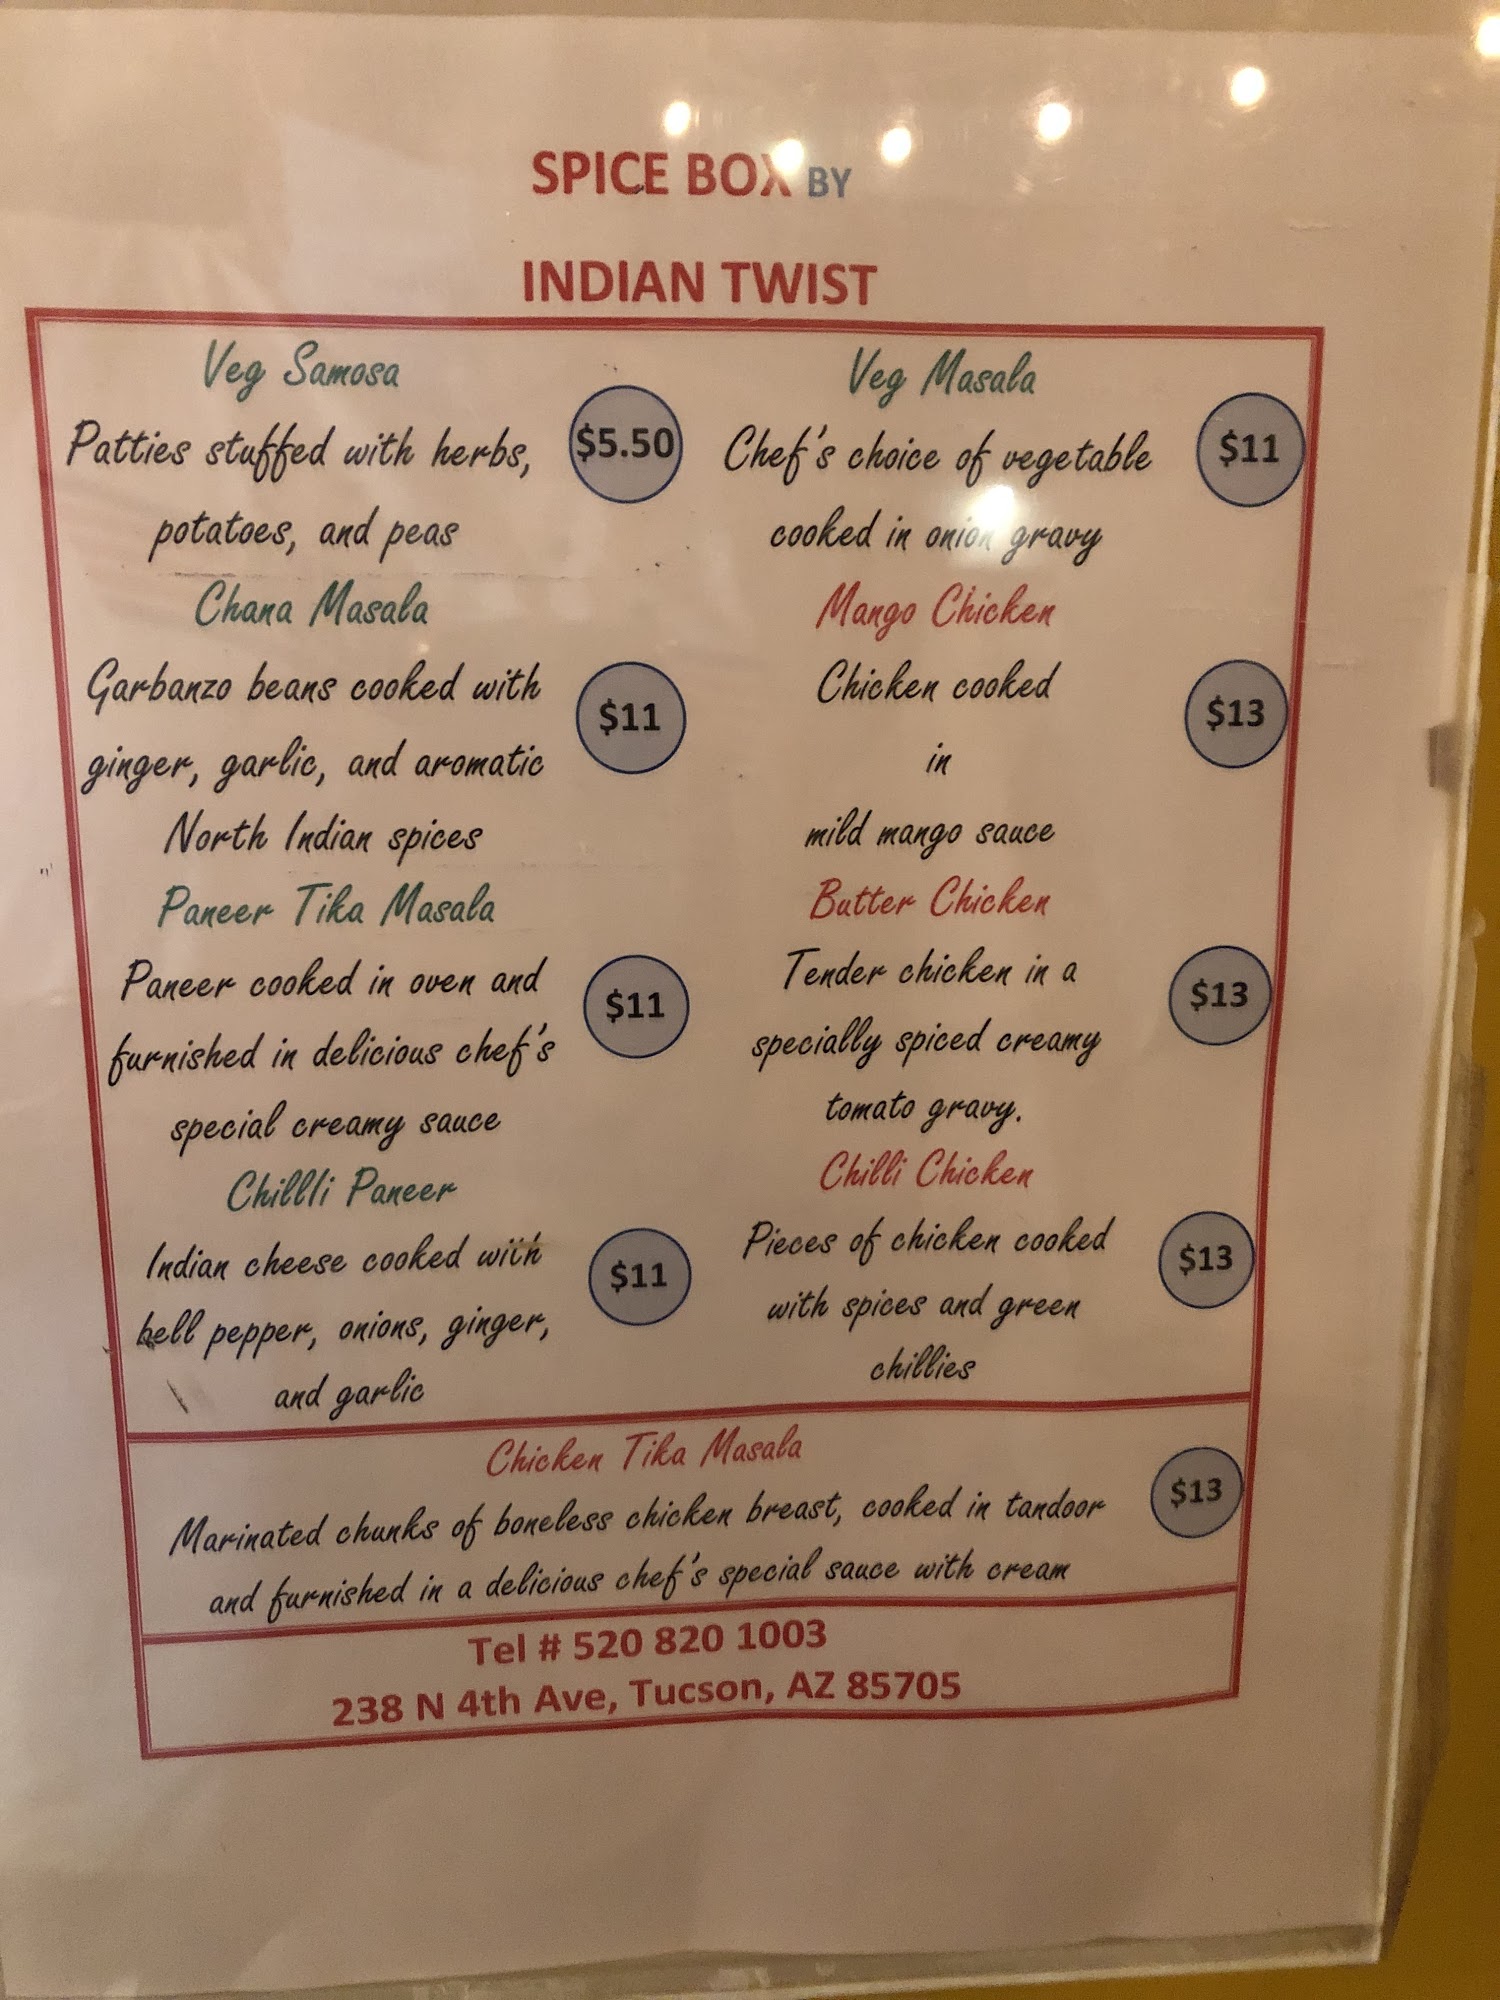 SPICE BOX BY
INDIAN TWIST
Veg Samosa
Patties stuffed with herbs,
potatoes, and peas
$5.50
Chana Masala
Garbanzo beans cooked with
ginger, garlic, and aromatic
North Indian spices
$11
Paneer Tika Masala
Paneer cooked in oven and
furnished in delicious chef's
special creamy sauce
$11
Chillli Paneer
Indian cheese cooked with
bell pepper, onions, ginger,
and garlic
$11
Veg Masala
Chef's choice of vegetable
cooked in onion gravy
$11
Mango Chicken
Chicken cooked
in
mild mango sauce
$13
Butter Chicken
Tender chicken in a
specially spiced creamy
tomato gravy.
$13
Chilli Chicken
Pieces of chicken cooked
with spices and green
chillies
$13
Chicken Tika Masala
Marinated chunks of boneless chicken breast, cooked in tandoor
and furnished in a delicious chef's special sauce with cream
$13
Tel # 520 820 1003
238 N 4th Ave, Tucson, AZ 85705